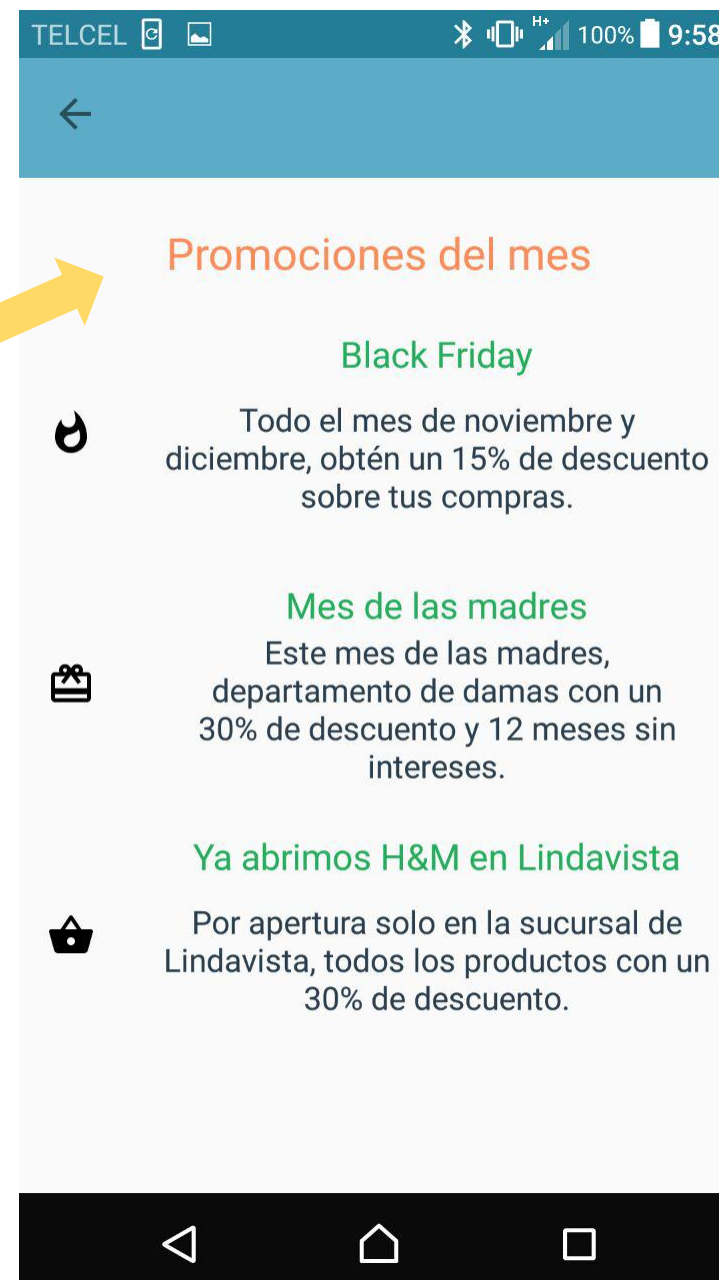 TELCEL H+ 100% 9:58
Promociones del mes
Black Friday
Todo el mes de noviembre y
diciembre, obtén un 15% de descuento
sobre tus compras.
Mes de las madres
Este mes de las madres,
departamento de damas con un
30% de descuento y 12 meses sin
intereses.
Ya abrimos H&M en Lindavista
Por apertura solo en la sucursal de
Lindavista, todos los productos con un
30% de descuento.